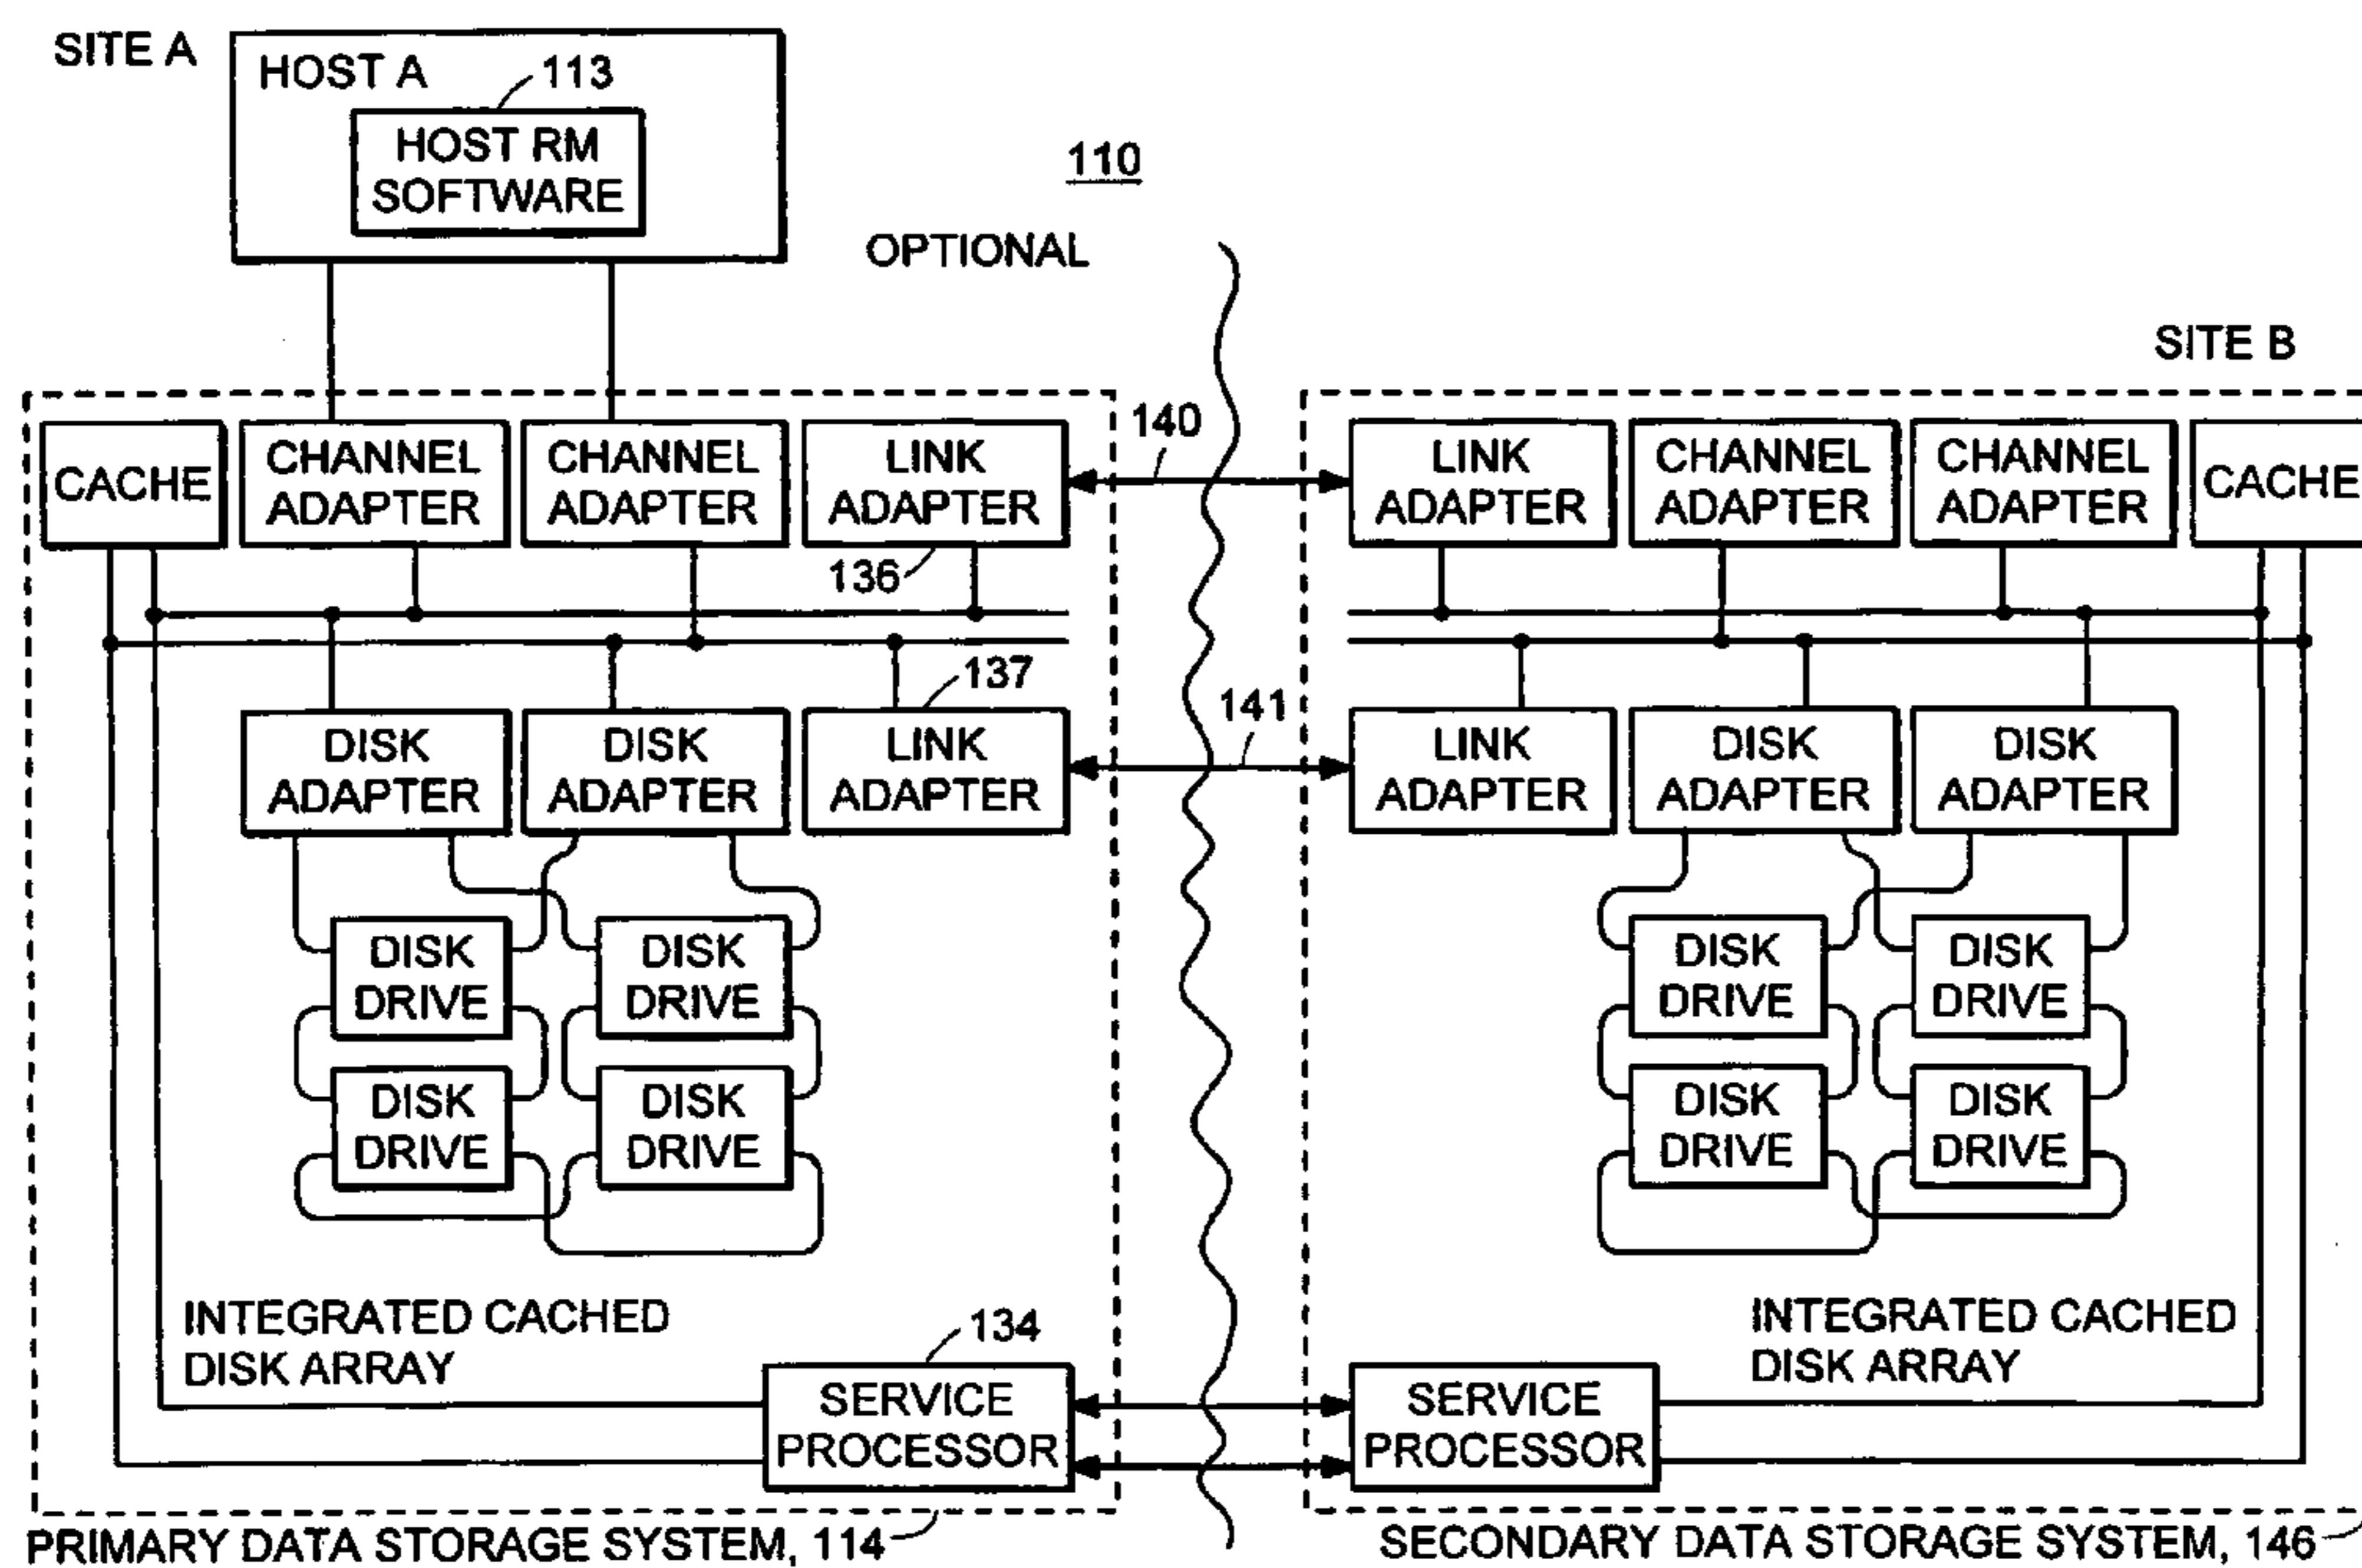 SITE A
HOST A
113
HOST RM
SOFTWARE
110
OPTIONAL
SITE B
CACHE
CHANNEL
ADAPTER
CHANNEL
ADAPTER
LINK
ADAPTER
136
140
LINK
ADAPTER
CHANNEL
ADAPTER
CHANNEL
ADAPTER
CACHE
DISK
ADAPTER
DISK
ADAPTER
137
LINK
ADAPTER
141
LINK
ADAPTER
DISK
ADAPTER
DISK
ADAPTER
DISK
DRIVE
DISK
DRIVE
DISK
DRIVE
DISK
DRIVE
DISK
DRIVE
DISK
DRIVE
DISK
DRIVE
DISK
DRIVE
INTEGRATED CACHED
DISK ARRAY
134
SERVICE
PROCESSOR
SERVICE
PROCESSOR
INTEGRATED CACHED
DISK ARRAY
PRIMARY DATA STORAGE SYSTEM, 114
SECONDARY DATA STORAGE SYSTEM, 146